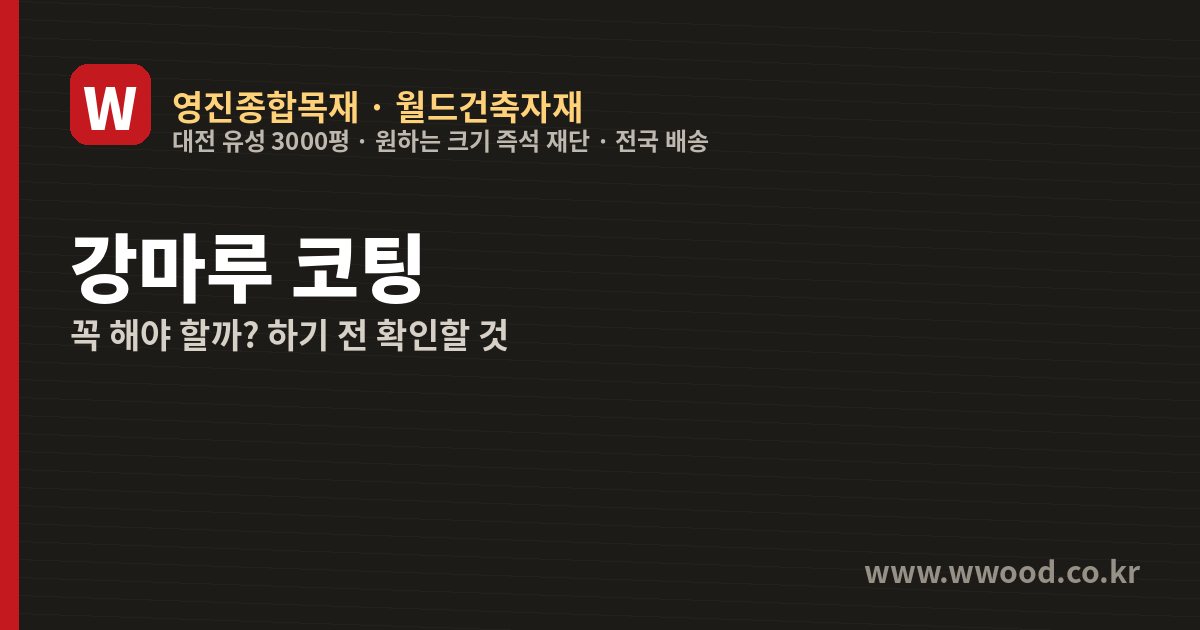 W
영진종합목재 · 월드건축자재
대전 유성 3000평 · 원하는 크기 즉석 재단 · 전국 배송
강마루 코팅
꼭 해야 할까? 하기 전 확인할 것
www.wwood.co.kr